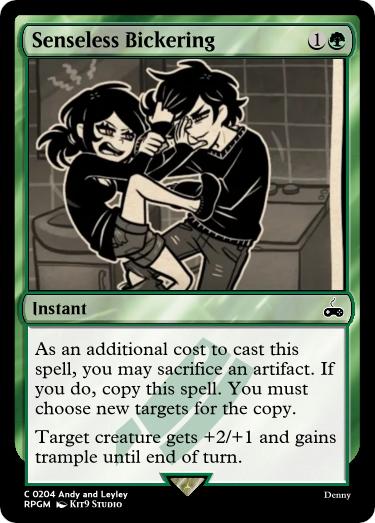 Senseless Bickering 1
Instant
As an additional cost to cast this
spell, you may sacrifice an artifact. If
you do, copy this spell. You must
choose new targets for the copy.
Target creature gets +2/+1 and gains
trample until end of turn.
C 0204 Andy and Leyley Denny
RPGM Kit9 Studio